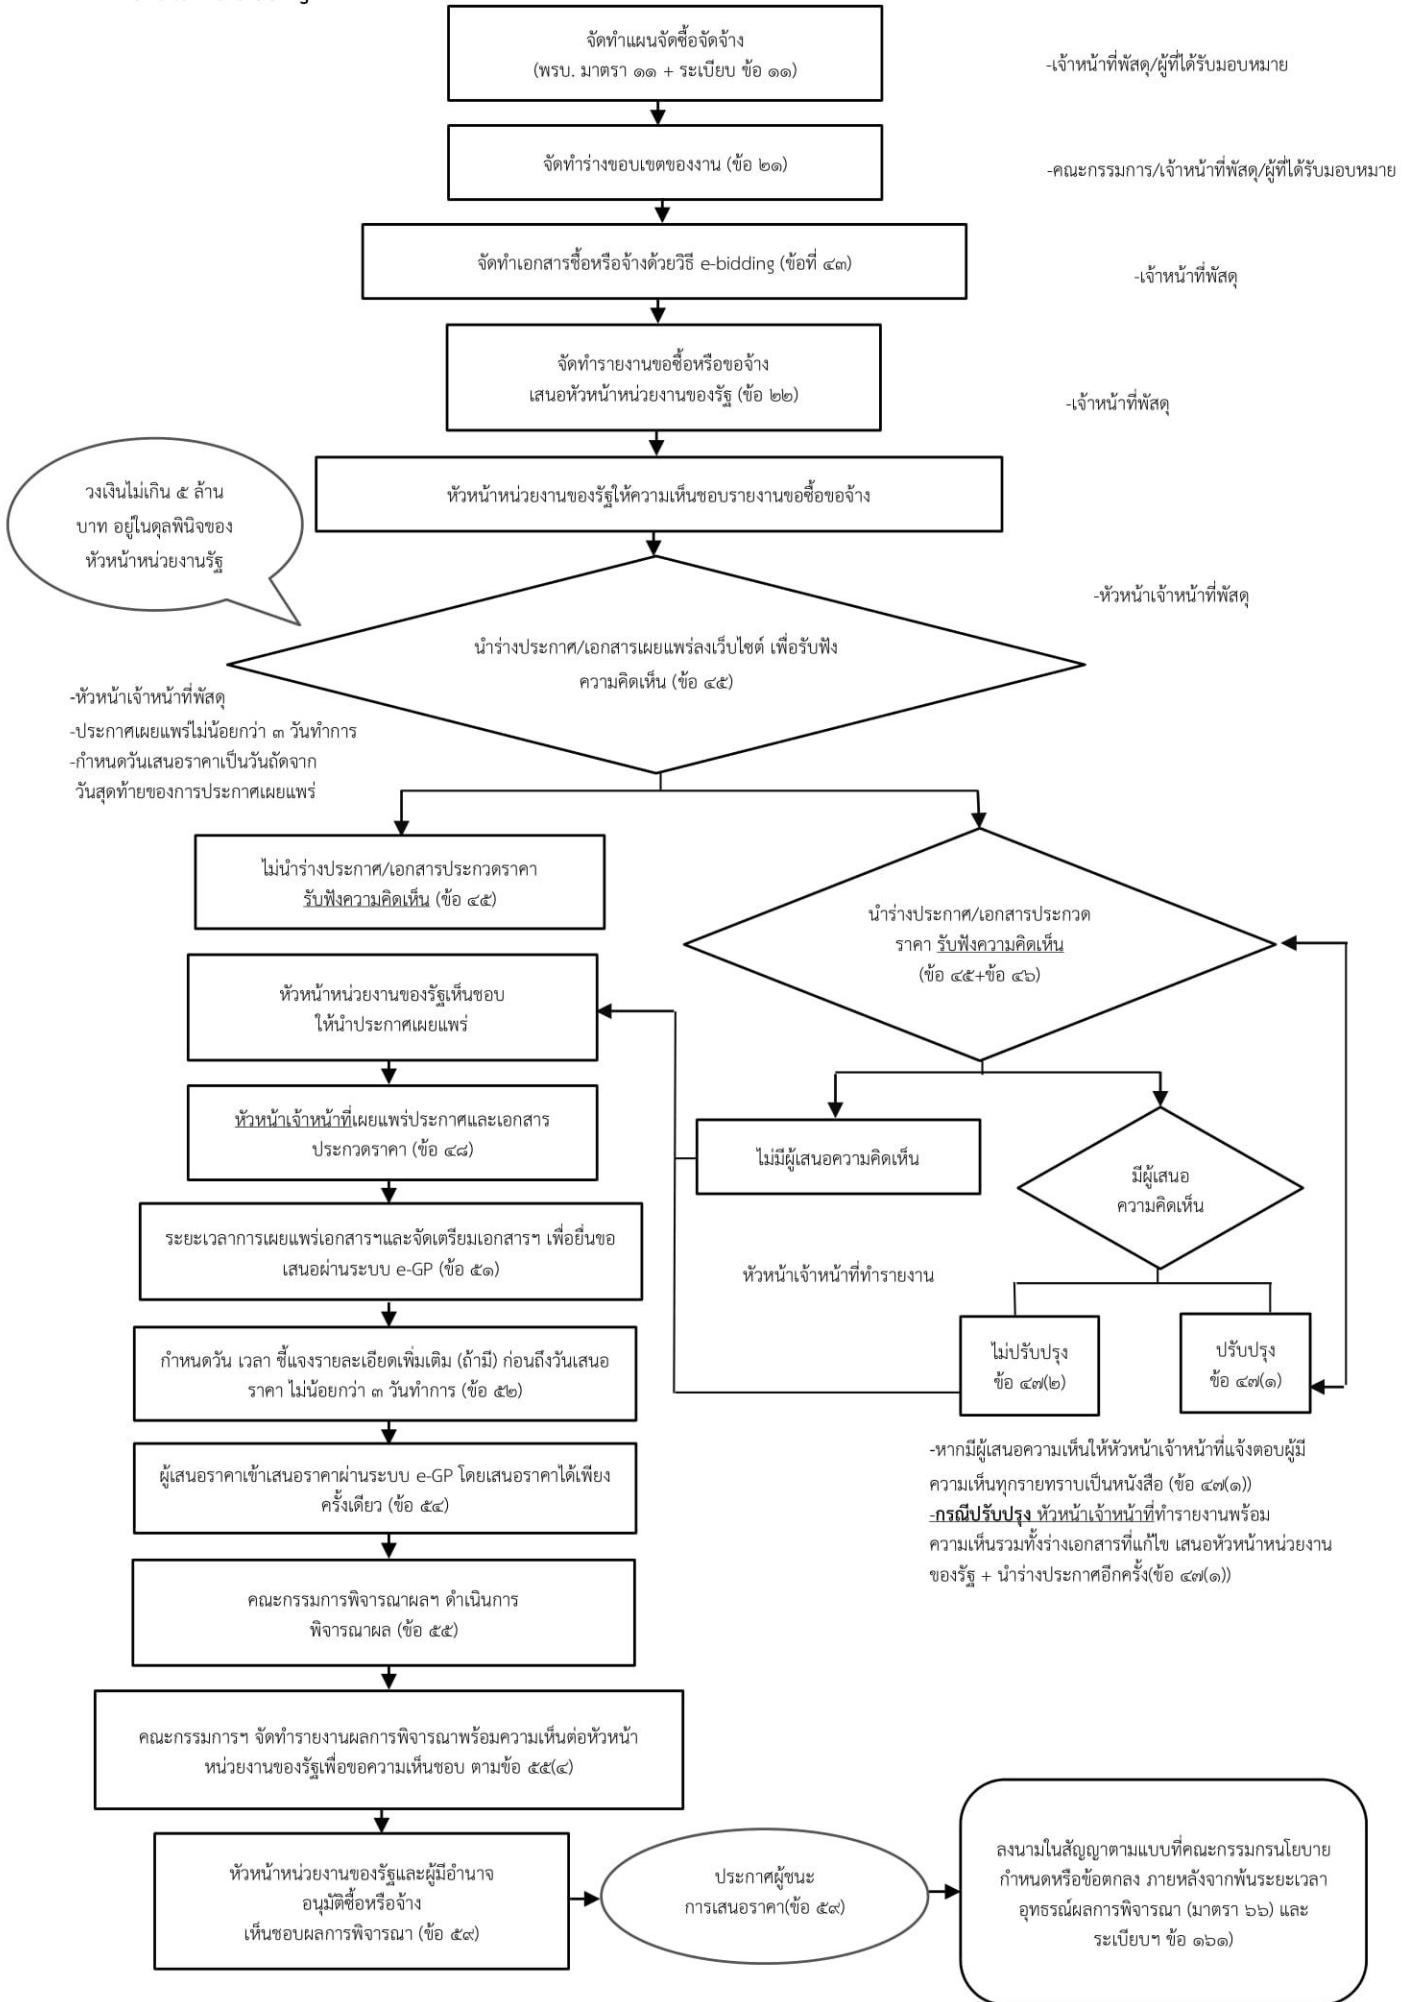 จัดทำแผนจัดซื้อจัดจ้าง
(พรบ. มาตรา ๑๑ + ระเบียบ ข้อ ๑๑)
-เจ้าหน้าที่พัสดุ/ผู้ที่ได้รับมอบหมาย
จัดทำร่างขอบเขตของงาน (ข้อ ๒๑)
-คณะกรรมการ/เจ้าหน้าที่พัสดุ/ผู้ที่ได้รับมอบหมาย
จัดทำเอกสารซื้อหรือจ้างด้วยวิธี e-bidding (ข้อที่ ๔๓)
-เจ้าหน้าที่พัสดุ
จัดทำรายงานขอซื้อหรือขอจ้าง
เสนอหัวหน้าหน่วยงานของรัฐ (ข้อ ๒๒)
-เจ้าหน้าที่พัสดุ
วงเงินไม่เกิน ๕ ล้าน
บาท อยู่ในดุลพินิจของ
หัวหน้าหน่วยงานรัฐ
หัวหน้าหน่วยงานของรัฐให้ความเห็นชอบรายงานขอซื้อขอจ้าง
-หัวหน้าเจ้าหน้าที่พัสดุ
นำร่างประกาศ/เอกสารเผยแพร่ลงเว็บไซต์ เพื่อรับฟัง
ความคิดเห็น (ข้อ ๔๕)
-หัวหน้าเจ้าหน้าที่พัสดุ
-ประกาศเผยแพร่ไม่น้อยกว่า ๓ วันทำการ
-กำหนดวันเสนอราคาเป็นวันถัดจาก
วันสุดท้ายของการประกาศเผยแพร่
ไม่นำร่างประกาศ/เอกสารประกวดราคา
รับฟังความคิดเห็น (ข้อ ๔๕)
นำร่างประกาศ/เอกสารประกวด
ราคา รับฟังความคิดเห็น
(ข้อ ๔๕+ข้อ ๔๖)
หัวหน้าหน่วยงานของรัฐเห็นชอบ
ให้นำประกาศเผยแพร่
หัวหน้าเจ้าหน้าที่เผยแพร่ประกาศและเอกสาร
ประกวดราคา (ข้อ ๔๘)
ไม่มีผู้เสนอความคิดเห็น
มีผู้เสนอ
ความคิดเห็น
ระยะเวลาการเผยแพร่เอกสารฯและจัดเตรียมเอกสารฯ เพื่อยื่นขอ
เสนอผ่านระบบ e-GP (ข้อ ๕๑)
หัวหน้าเจ้าหน้าที่ทำรายงาน
กำหนดวัน เวลา ชี้แจงรายละเอียดเพิ่มเติม (ถ้ามี) ก่อนถึงวันเสนอ
ราคา ไม่น้อยกว่า ๓ วันทำการ (ข้อ ๕๒)
ไม่ปรับปรุง
ข้อ ๔๗(๒)
ปรับปรุง
ข้อ ๔๗(๑)
ผู้เสนอราคาเข้าเสนอราคาผ่านระบบ e-GP โดยเสนอราคาได้เพียง
ครั้งเดียว (ข้อ ๕๔)
-หากมีผู้เสนอความเห็นให้หัวหน้าเจ้าหน้าที่แจ้งตอบผู้มี
ความเห็นทุกรายทราบเป็นหนังสือ (ข้อ ๔๗(๑))
-กรณีปรับปรุง หัวหน้าเจ้าหน้าที่ทำรายงานพร้อม
ความเห็นรวมทั้งร่างเอกสารที่แก้ไข เสนอหัวหน้าหน่วยงาน
ของรัฐ + นำร่างประกาศอีกครั้ง(ข้อ ๔๗(๑))
คณะกรรมการพิจารณาผลฯ ดำเนินการ
พิจารณาผล (ข้อ ๕๕)
คณะกรรมการฯ จัดทำรายงานผลการพิจารณาพร้อมความเห็นต่อหัวหน้า
หน่วยงานของรัฐเพื่อขอความเห็นชอบ ตามข้อ ๕๕(๔)
หัวหน้าหน่วยงานของรัฐและผู้มีอำนาจ
อนุมัติซื้อหรือจ้าง
เห็นชอบผลการพิจารณา (ข้อ ๕๙)
ประกาศผู้ชนะ
การเสนอราคา(ข้อ ๕๙)
ลงนามในสัญญาตามแบบที่คณะกรรมกรนโยบาย
กำหนดหรือข้อตกลง ภายหลังจากพ้นระยะเวลา
อุทธรณ์ผลการพิจารณา (มาตรา ๖๖) และ
ระเบียบฯ ข้อ ๑๖๑)